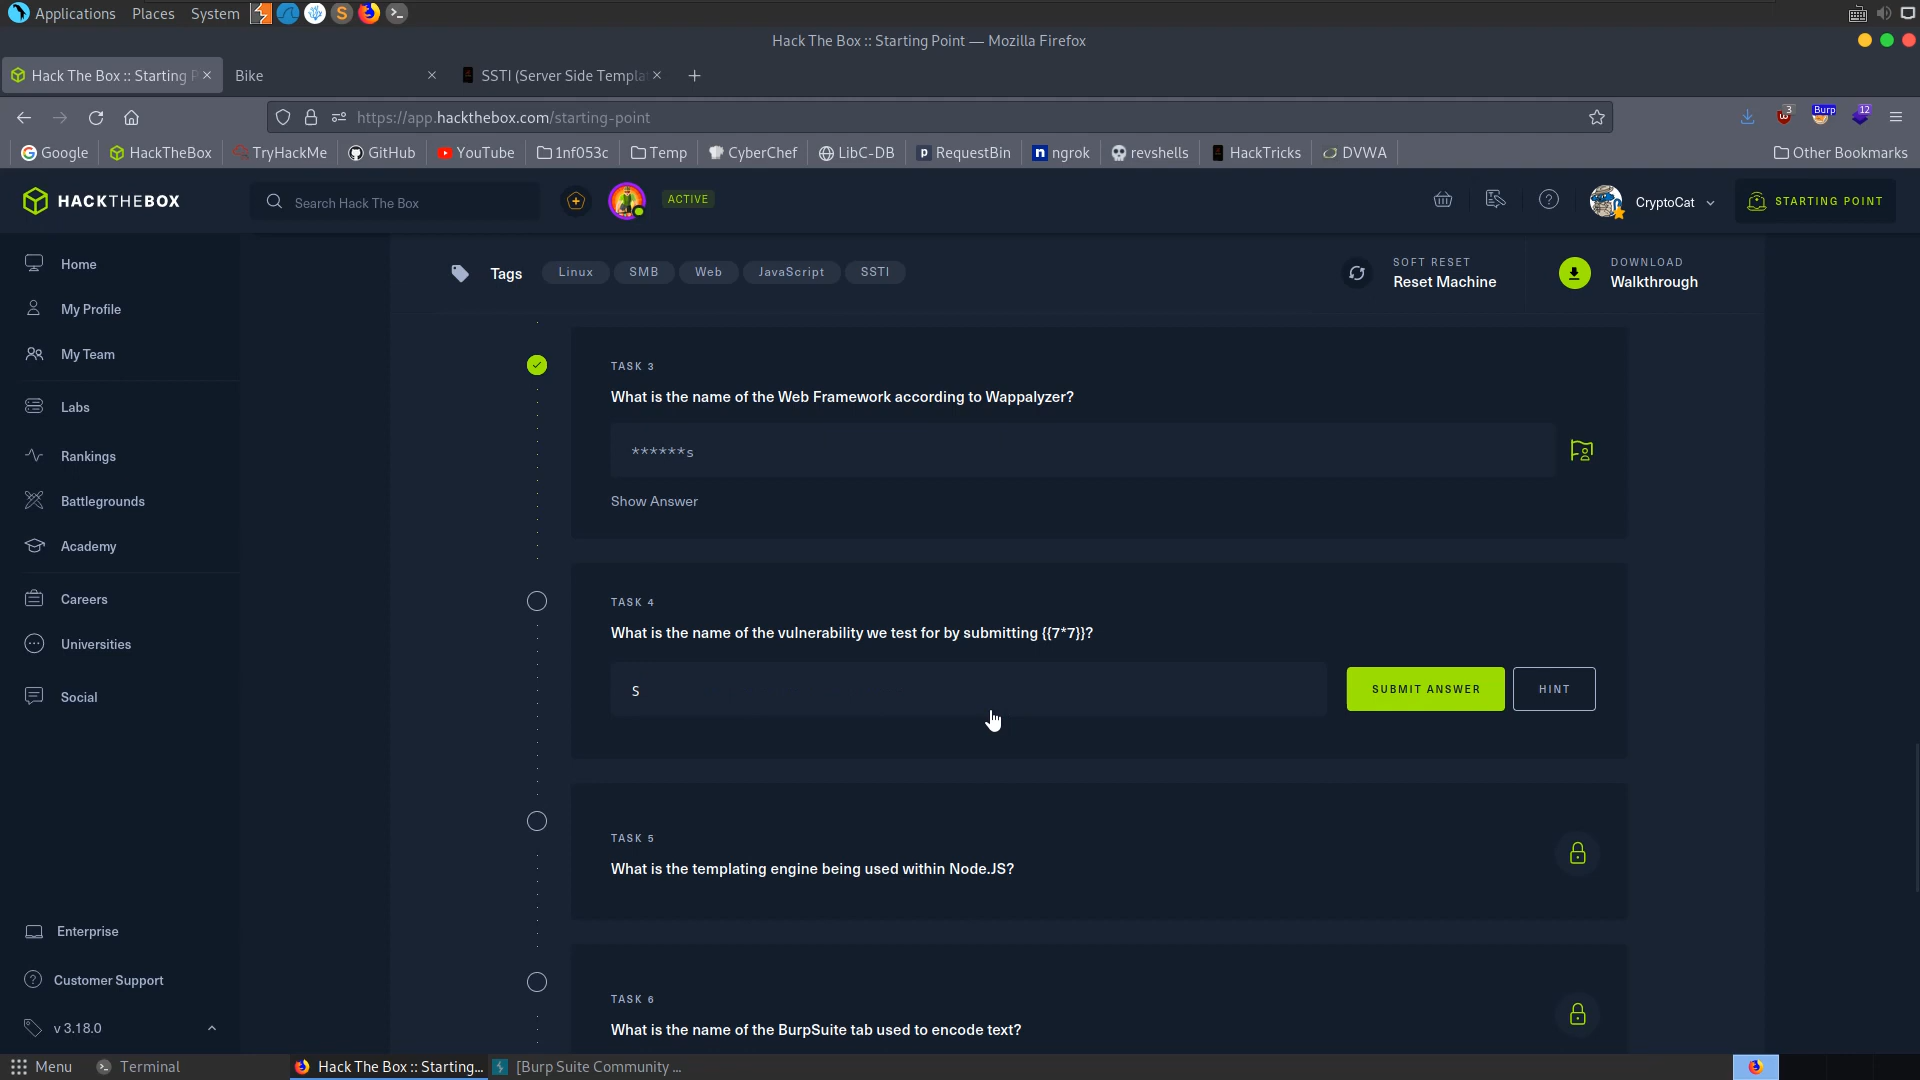 Applications Places System
Hack The Box :: Starting Point — Mozilla Firefox
Hack The Box :: Starting P
Bike
SSTI (Server Side Templa
https://app.hackthebox.com/starting-point
3
Burp
12
Google
HackTheBox
TryHackMe
GitHub
YouTube
1nf053c
Temp
CyberChef
LibC-DB
RequestBin
ngrok
revshells
HackTricks
DVWA
Other Bookmarks
HACKTHEBOX
Search Hack The Box
ACTIVE
CryptoCat
STARTING POINT
Home
My Profile
My Team
Labs
Rankings
Battlegrounds
Academy
Careers
Universities
Social
Enterprise
Customer Support
v 3.18.0
Tags
Linux
SMB
Web
JavaScript
SSTI
SOFT RESET
Reset Machine
DOWNLOAD
Walkthrough
TASK 3
What is the name of the Web Framework according to Wappalyzer?
******s
Show Answer
TASK 4
What is the name of the vulnerability we test for by submitting {{7*7}}?
S
SUBMIT ANSWER
HINT
TASK 5
What is the templating engine being used within Node.JS?
TASK 6
What is the name of the BurpSuite tab used to encode text?
Menu
Terminal
Hack The Box :: Starting...
[Burp Suite Community ...